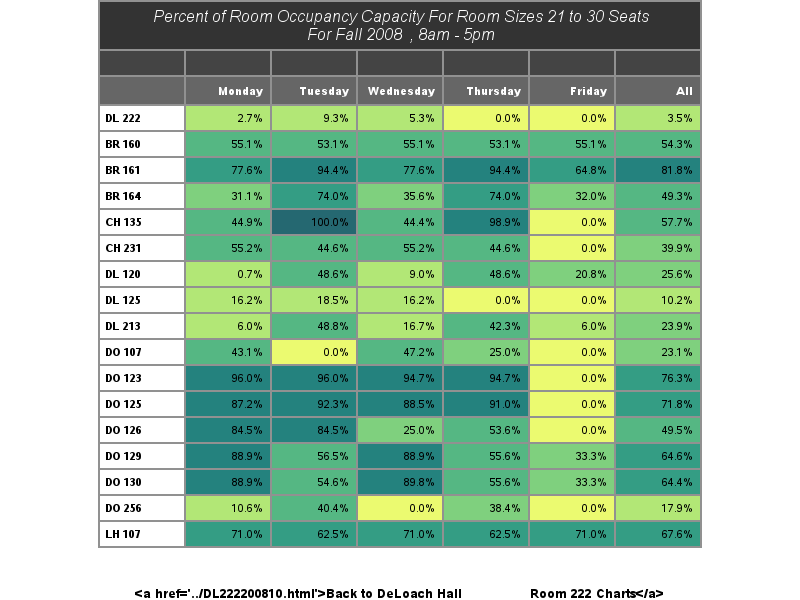 Percent of Room Occupancy Capacity For Room Sizes 21 to 30 Seats
For Fall 2008 , 8am - 5pm
Monday Tuesday Wednesday Thursday Friday All
DL 222 2.7% 9.3% 5.3% 0.0% 0.0% 3.5%
BR 160 55.1% 53.1% 55.1% 53.1% 55.1% 54.3%
BR 161 77.6% 94.4% 77.6% 94.4% 64.8% 81.8%
BR 164 31.1% 74.0% 35.6% 74.0% 32.0% 49.3%
CH 135 44.9% 100.0% 44.4% 98.9% 0.0% 57.7%
CH 231 55.2% 44.6% 55.2% 44.6% 0.0% 39.9%
DL 120 0.7% 48.6% 9.0% 48.6% 20.8% 25.6%
DL 125 16.2% 18.5% 16.2% 0.0% 0.0% 10.2%
DL 213 6.0% 48.8% 16.7% 42.3% 6.0% 23.9%
DO 107 43.1% 0.0% 47.2% 25.0% 0.0% 23.1%
DO 123 96.0% 96.0% 94.7% 94.7% 0.0% 76.3%
DO 125 87.2% 92.3% 88.5% 91.0% 0.0% 71.8%
DO 126 84.5% 84.5% 25.0% 53.6% 0.0% 49.5%
DO 129 88.9% 56.5% 88.9% 55.6% 33.3% 64.6%
DO 130 88.9% 54.6% 89.8% 55.6% 33.3% 64.4%
DO 256 10.6% 40.4% 0.0% 38.4% 0.0% 17.9%
LH 107 71.0% 62.5% 71.0% 62.5% 71.0% 67.6%
<a href='../DL222200810.html'>Back to DeLoach Hall Room 222 Charts</a>